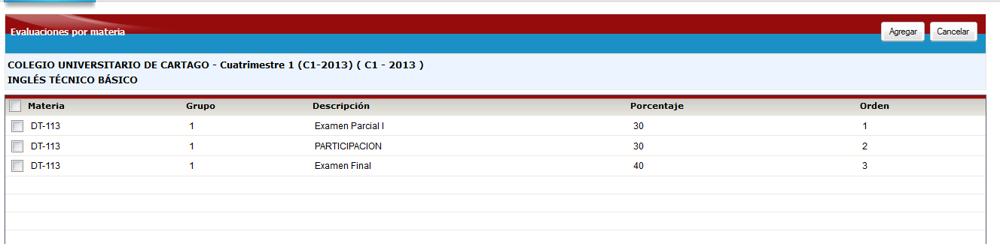 Evaluaciones por materia Agregar Cancelar
COLEGIO UNIVERSITARIO DE CARTAGO - Cuatrimestre 1 (C1-2013) ( C1 - 2013 )
INGLÉS TÉCNICO BÁSICO
Materia Grupo Descripción Porcentaje Orden
DT-113 1 Examen Parcial I 30 1
DT-113 1 PARTICIPACION 30 2
DT-113 1 Examen Final 40 3